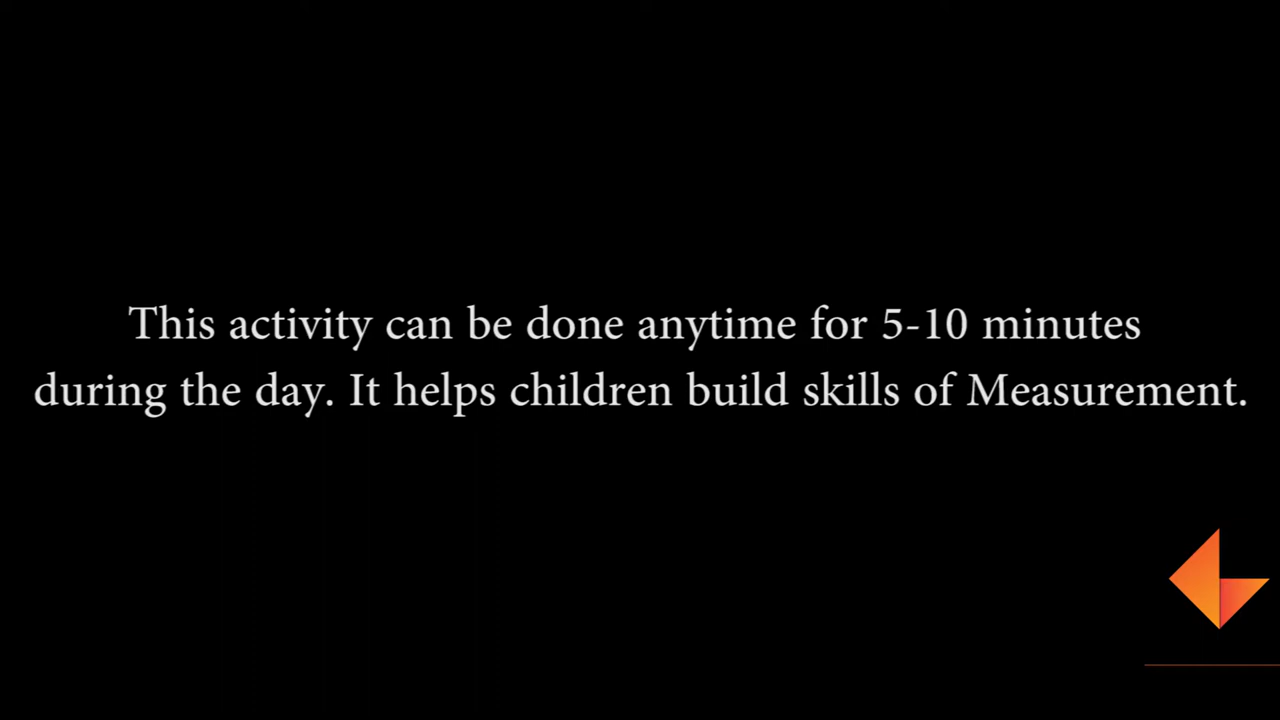 This activity can be done anytime for 5-10 minutes
during the day. It helps children build skills of Measurement.